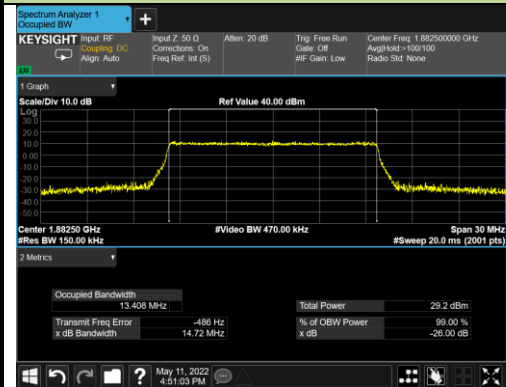 Spectrum Analyzer 1
Occupied BW
KEYSIGHT Input: RF Input Z: 50 Ω Atten: 20 dB Trig: Free Run Center Freq: 1.882500000 GHz
Coupling: DC Corrections: On Gate: Off Avg|Hold:>100/100
Align: Auto Freq Ref: Int (S) #IF Gain: Low Radio Std: None
1 Graph
Scale/Div 10.0 dB Ref Value 40.00 dBm
Log
30.0
20.0
10.0
0.00
-10.0
-20.0
-30.0
-40.0
-50.0
Center 1.88250 GHz #Video BW 470.00 kHz Span 30 MHz
#Res BW 150.00 kHz #Sweep 20.0 ms (2001 pts)
2 Metrics
Occupied Bandwidth
13.408 MHz Total Power 29.2 dBm
Transmit Freq Error -486 Hz % of OBW Power 99.00 %
x dB Bandwidth 14.72 MHz x dB -26.00 dB
? May 11, 2022
4:51:03 PM